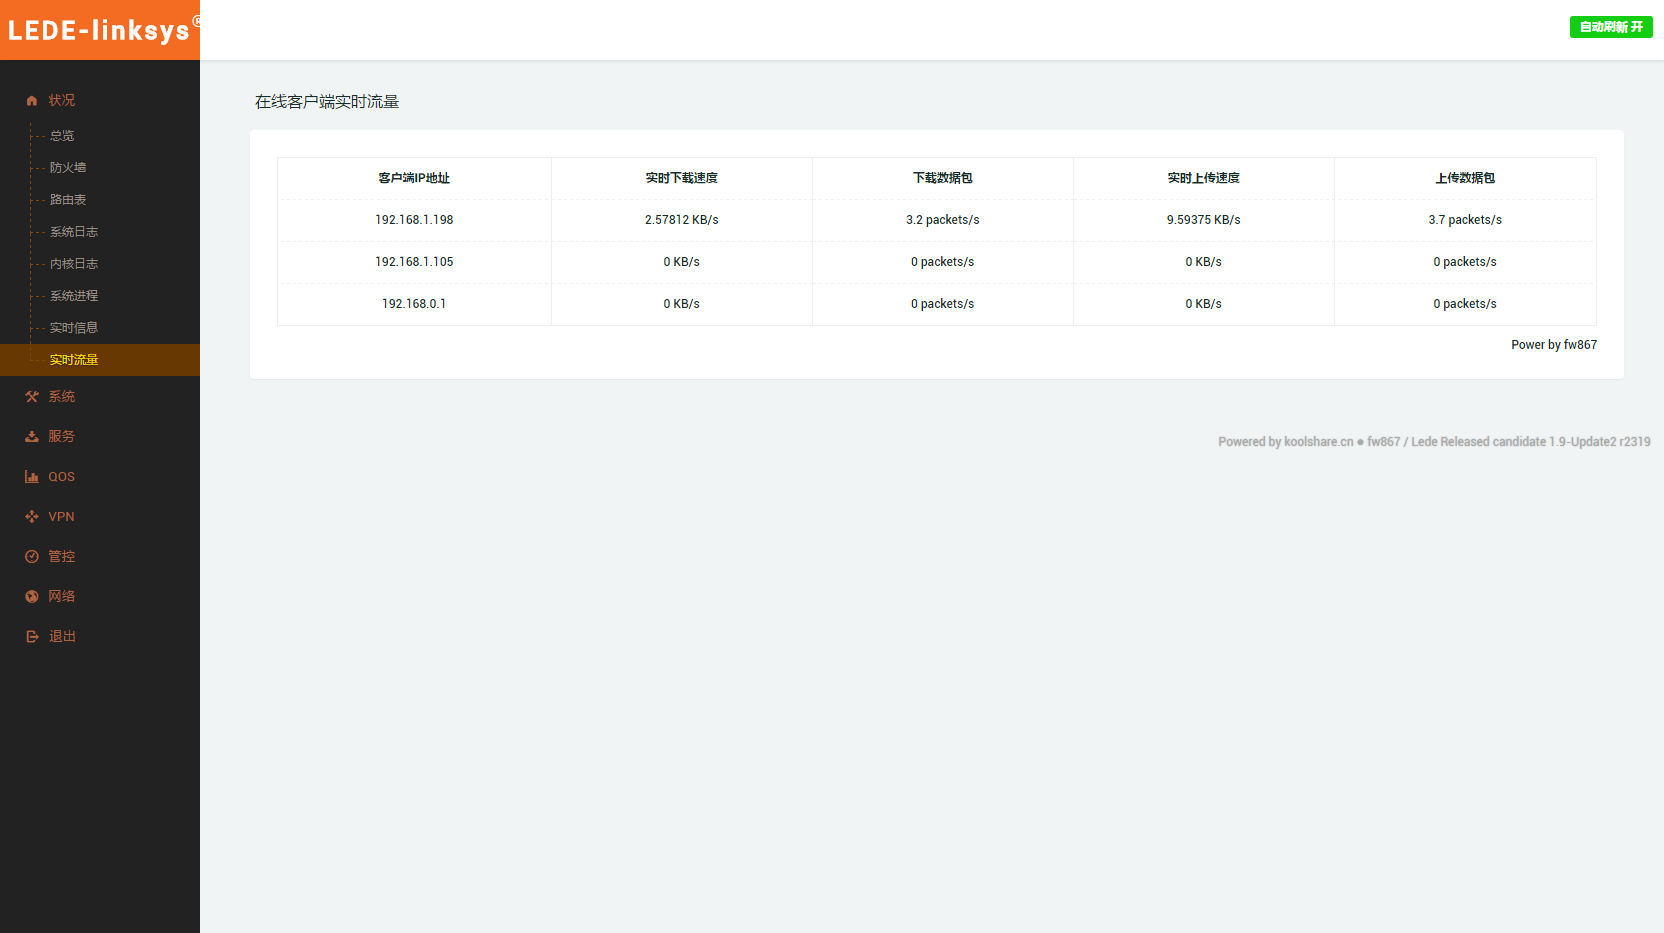 LEDE-linksys®
自动刷新 开
状况
总览
防火墙
路由表
系统日志
内核日志
系统进程
实时信息
实时流量
系统
服务
QOS
VPN
管控
网络
退出
在线客户端实时流量
客户端IP地址 实时下载速度 下载数据包 实时上传速度 上传数据包
192.168.1.198 2.57812 KB/s 3.2 packets/s 9.59375 KB/s 3.7 packets/s
192.168.1.105 0 KB/s 0 packets/s 0 KB/s 0 packets/s
192.168.0.1 0 KB/s 0 packets/s 0 KB/s 0 packets/s
Power by fw867
Powered by koolshare.cn ● fw867 / Lede Released candidate 1.9-Update2 r2319